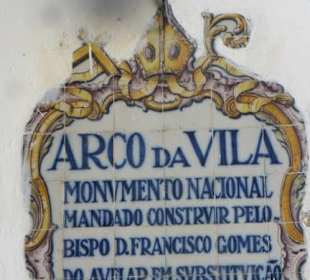 ARCO DA VILA
MONVMENTO NACIONAL
MANDADO CONSTRVIR PELO
BISPO D. FRANCISCO GOMES
DO AVELAR EM SVBSTITVIÇÃO